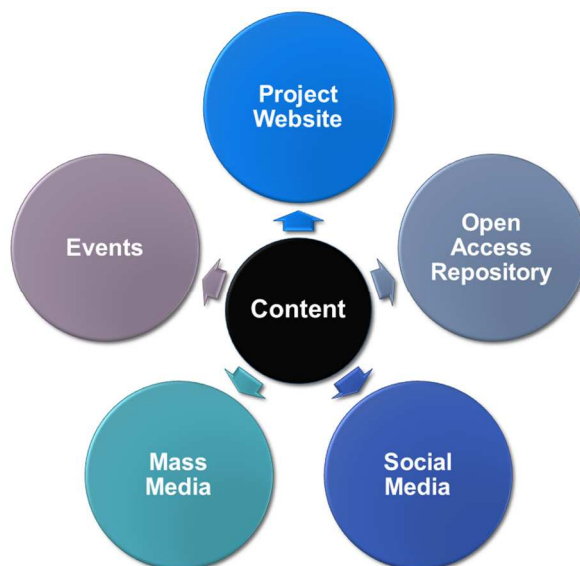 Project
Website
Events
Open
Access
Repository
Content
Mass
Media
Social
Media